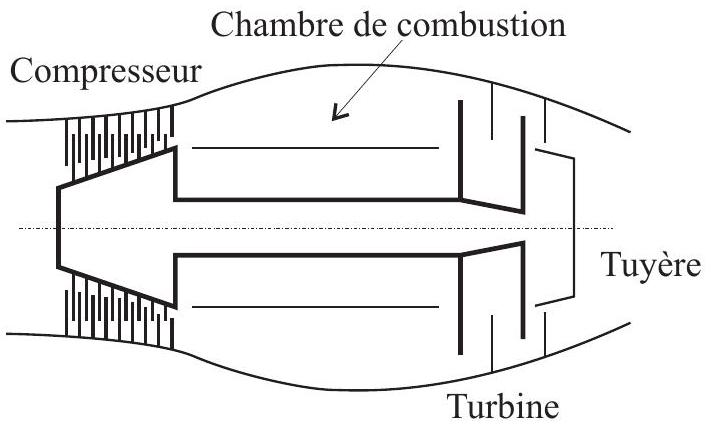 Chambre de combustion
Compresseur
Tuyère
Turbine